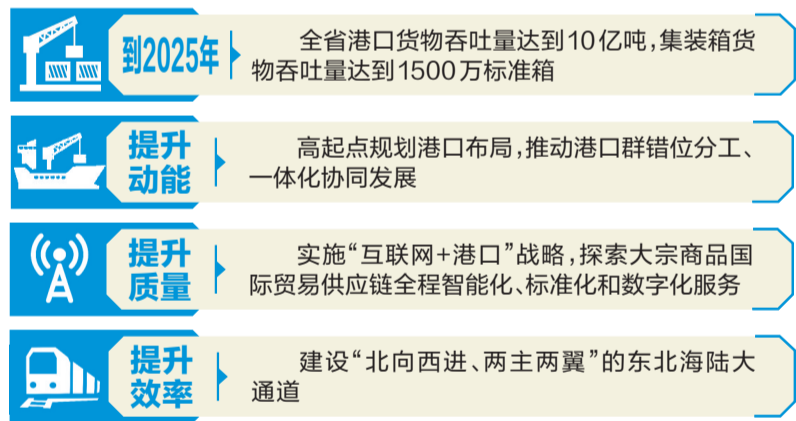 到2025年
全省港口货物吞吐量达到10亿吨,集装箱货
物吞吐量达到1500万标准箱
提升
动能
高起点规划港口布局,推动港口群错位分工、
一体化协同发展
提升
质量
实施“互联网+港口”战略,探索大宗商品国
际贸易供应链全程智能化、标准化和数字化服务
提升
效率
建设“北向西进、两主两翼”的东北海陆大
通道